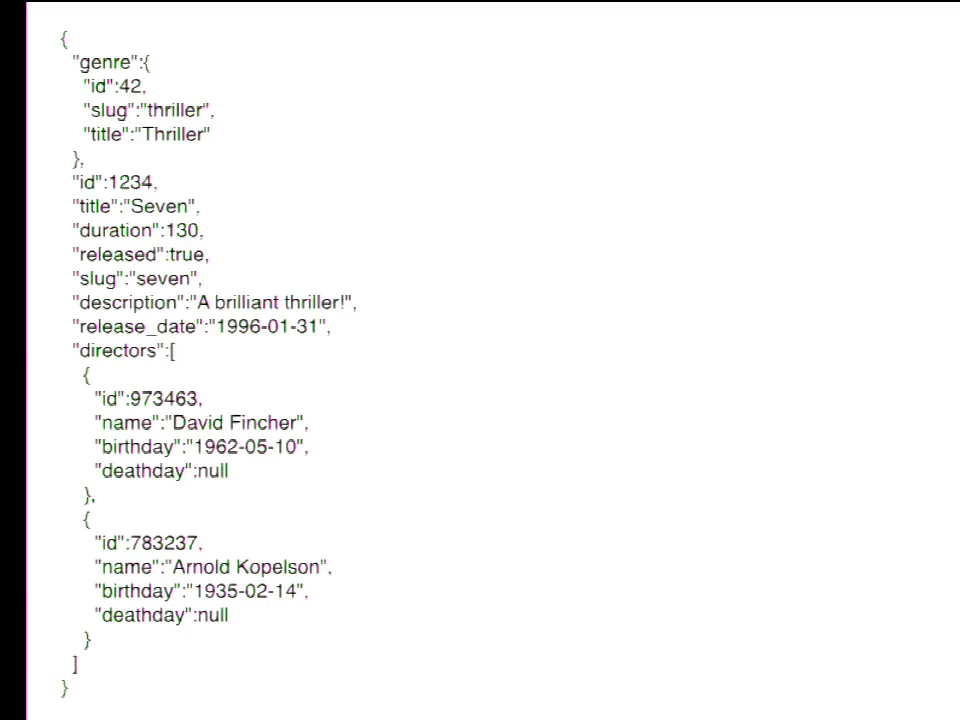 {
"genre":{
"id":42,
"slug":"thriller",
"title":"Thriller"
},
"id":1234,
"title":"Seven",
"duration":130,
"released":true,
"slug":"seven",
"description":"A brilliant thriller!",
"release_date":"1996-01-31",
"directors":[
{
"id":973463,
"name":"David Fincher",
"birthday":"1962-05-10",
"deathday":null
},
{
"id":783237,
"name":"Arnold Kopelson",
"birthday":"1935-02-14",
"deathday":null
}
]
}